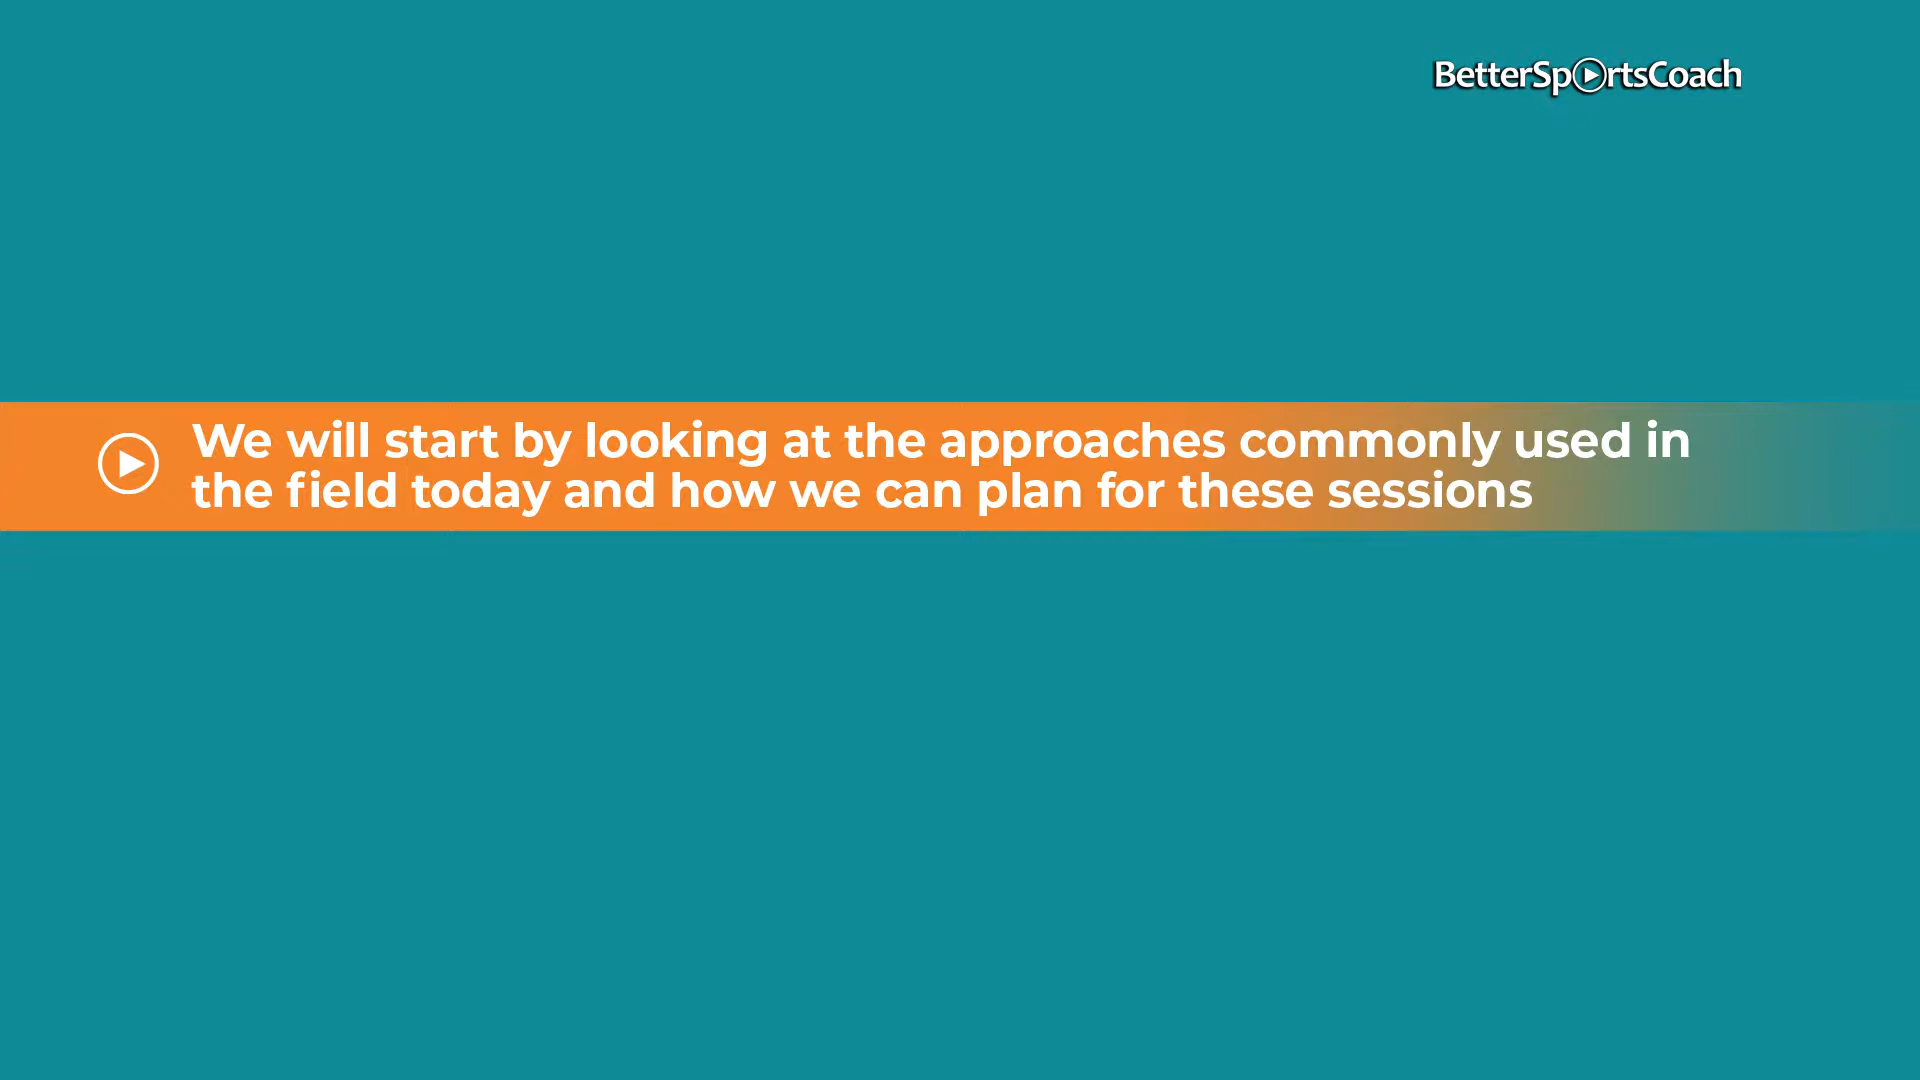 BetterSportsCoach
We will start by looking at the approaches commonly used in
the field today and how we can plan for these sessions